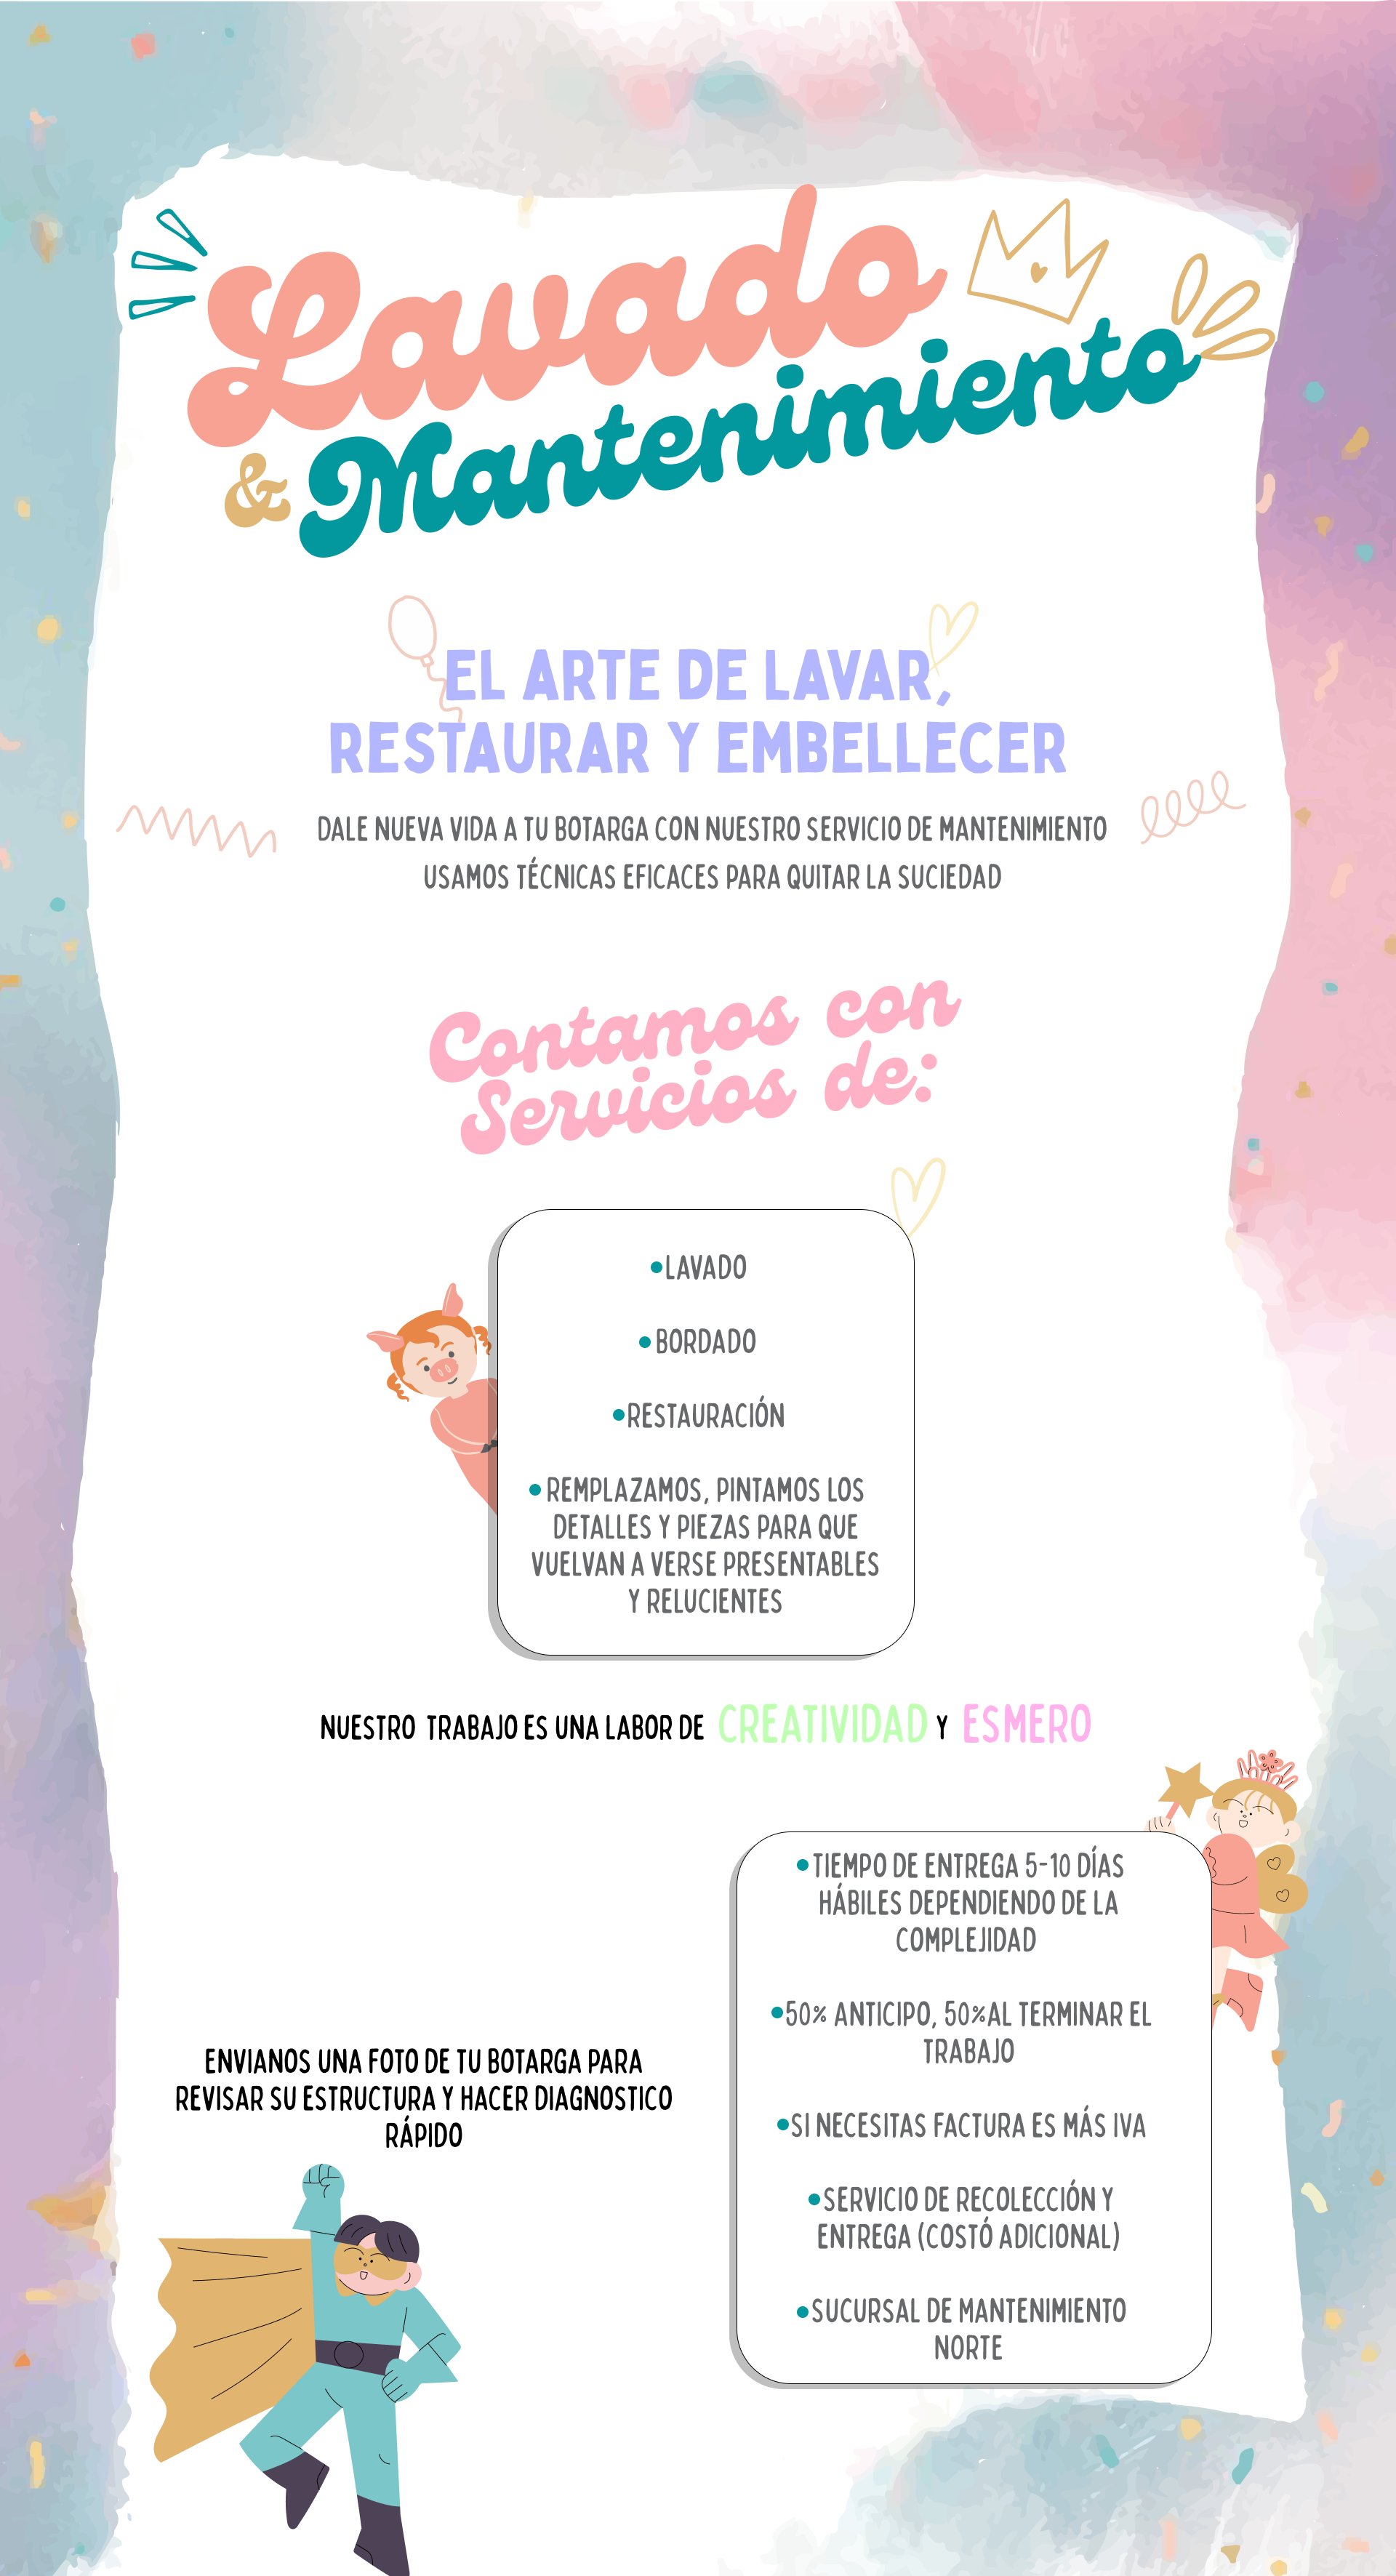 Lavado
& Mantenimiento
EL ARTE DE LAVAR,
RESTAURAR Y EMBELLECER
DALE NUEVA VIDA A TU BOTARGA CON NUESTRO SERVICIO DE MANTENIMIENTO
USAMOS TÉCNICAS EFICACES PARA QUITAR LA SUCIEDAD
Contamos con
Servicios de:
•LAVADO
• BORDADO
•RESTAURACIÓN
• REMPLAZAMOS, PINTAMOS LOS
DETALLES Y PIEZAS PARA QUE
VUELVAN A VERSE PRESENTABLES
Y RELUCIENTES
NUESTRO TRABAJO ES UNA LABOR DE CREATIVIDAD Y ESMERO
• TIEMPO DE ENTREGA 5-10 DÍAS
HÁBILES DEPENDIENDO DE LA
COMPLEJIDAD
•50% ANTICIPO, 50%AL TERMINAR EL
TRABAJO
•SI NECESITAS FACTURA ES MÁS IVA
•SERVICIO DE RECOLECCIÓN Y
ENTREGA (COSTÓ ADICIONAL)
•SUCURSAL DE MANTENIMIENTO
NORTE
ENVIANOS UNA FOTO DE TU BOTARGA PARA
REVISAR SU ESTRUCTURA Y HACER DIAGNOSTICO
RÁPIDO